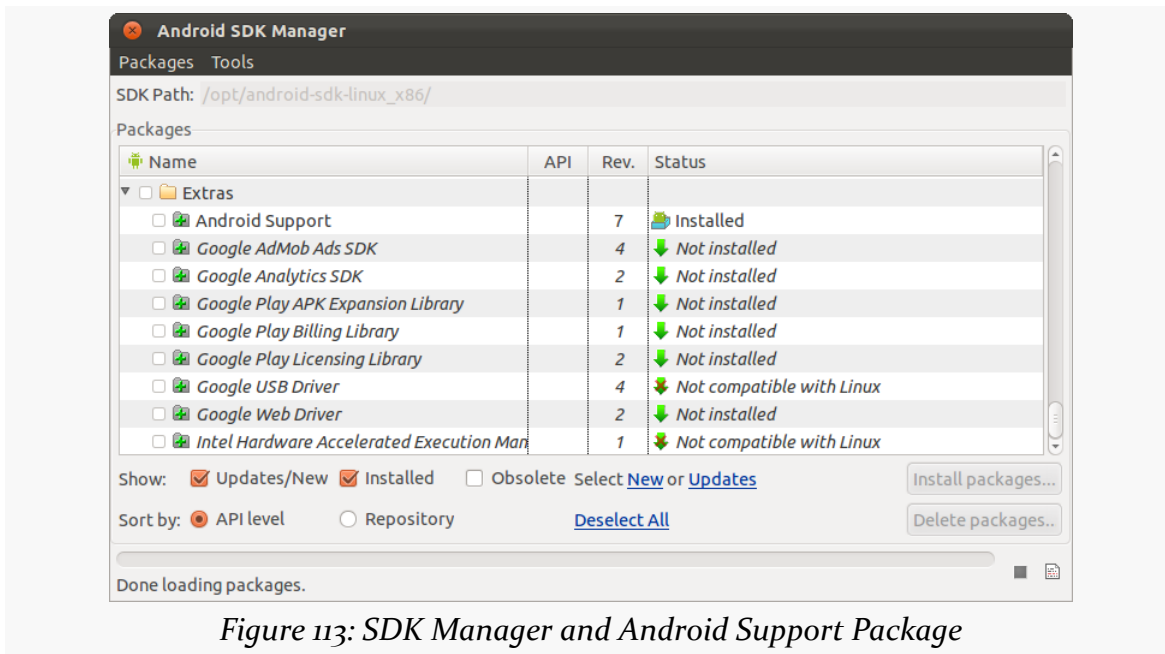 Android SDK Manager
Packages Tools
SDK Path: /opt/android-sdk-linux_x86/
Packages
Name API Rev. Status
Extras
Android Support 7 Installed
Google AdMob Ads SDK 4 Not installed
Google Analytics SDK 2 Not installed
Google Play APK Expansion Library 1 Not installed
Google Play Billing Library 1 Not installed
Google Play Licensing Library 2 Not installed
Google USB Driver 4 Not compatible with Linux
Google Web Driver 2 Not installed
Intel Hardware Accelerated Execution Man 1 Not compatible with Linux
Show: Updates/New Installed Obsolete Select New or Updates Install packages...
Sort by: API level Repository Deselect All Delete packages..
Done loading packages.
Figure 113: SDK Manager and Android Support Package